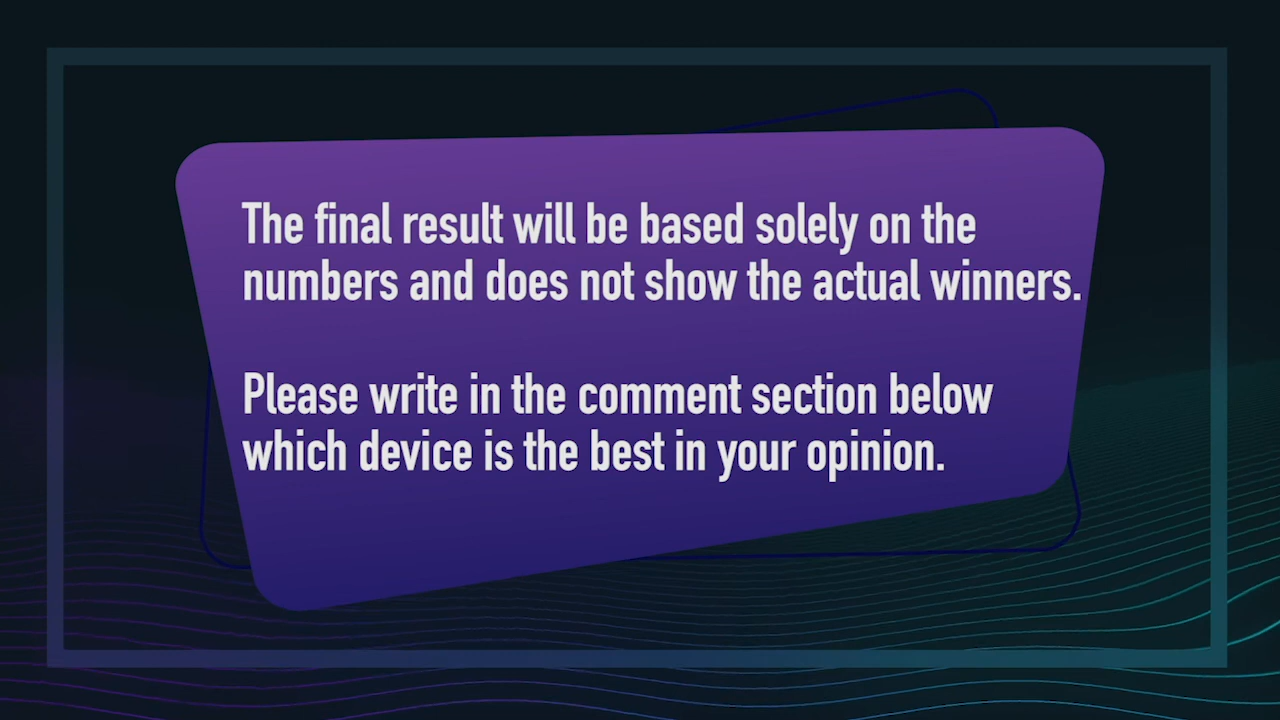 The final result will be based solely on the
numbers and does not show the actual winners.
Please write in the comment section below
which device is the best in your opinion.